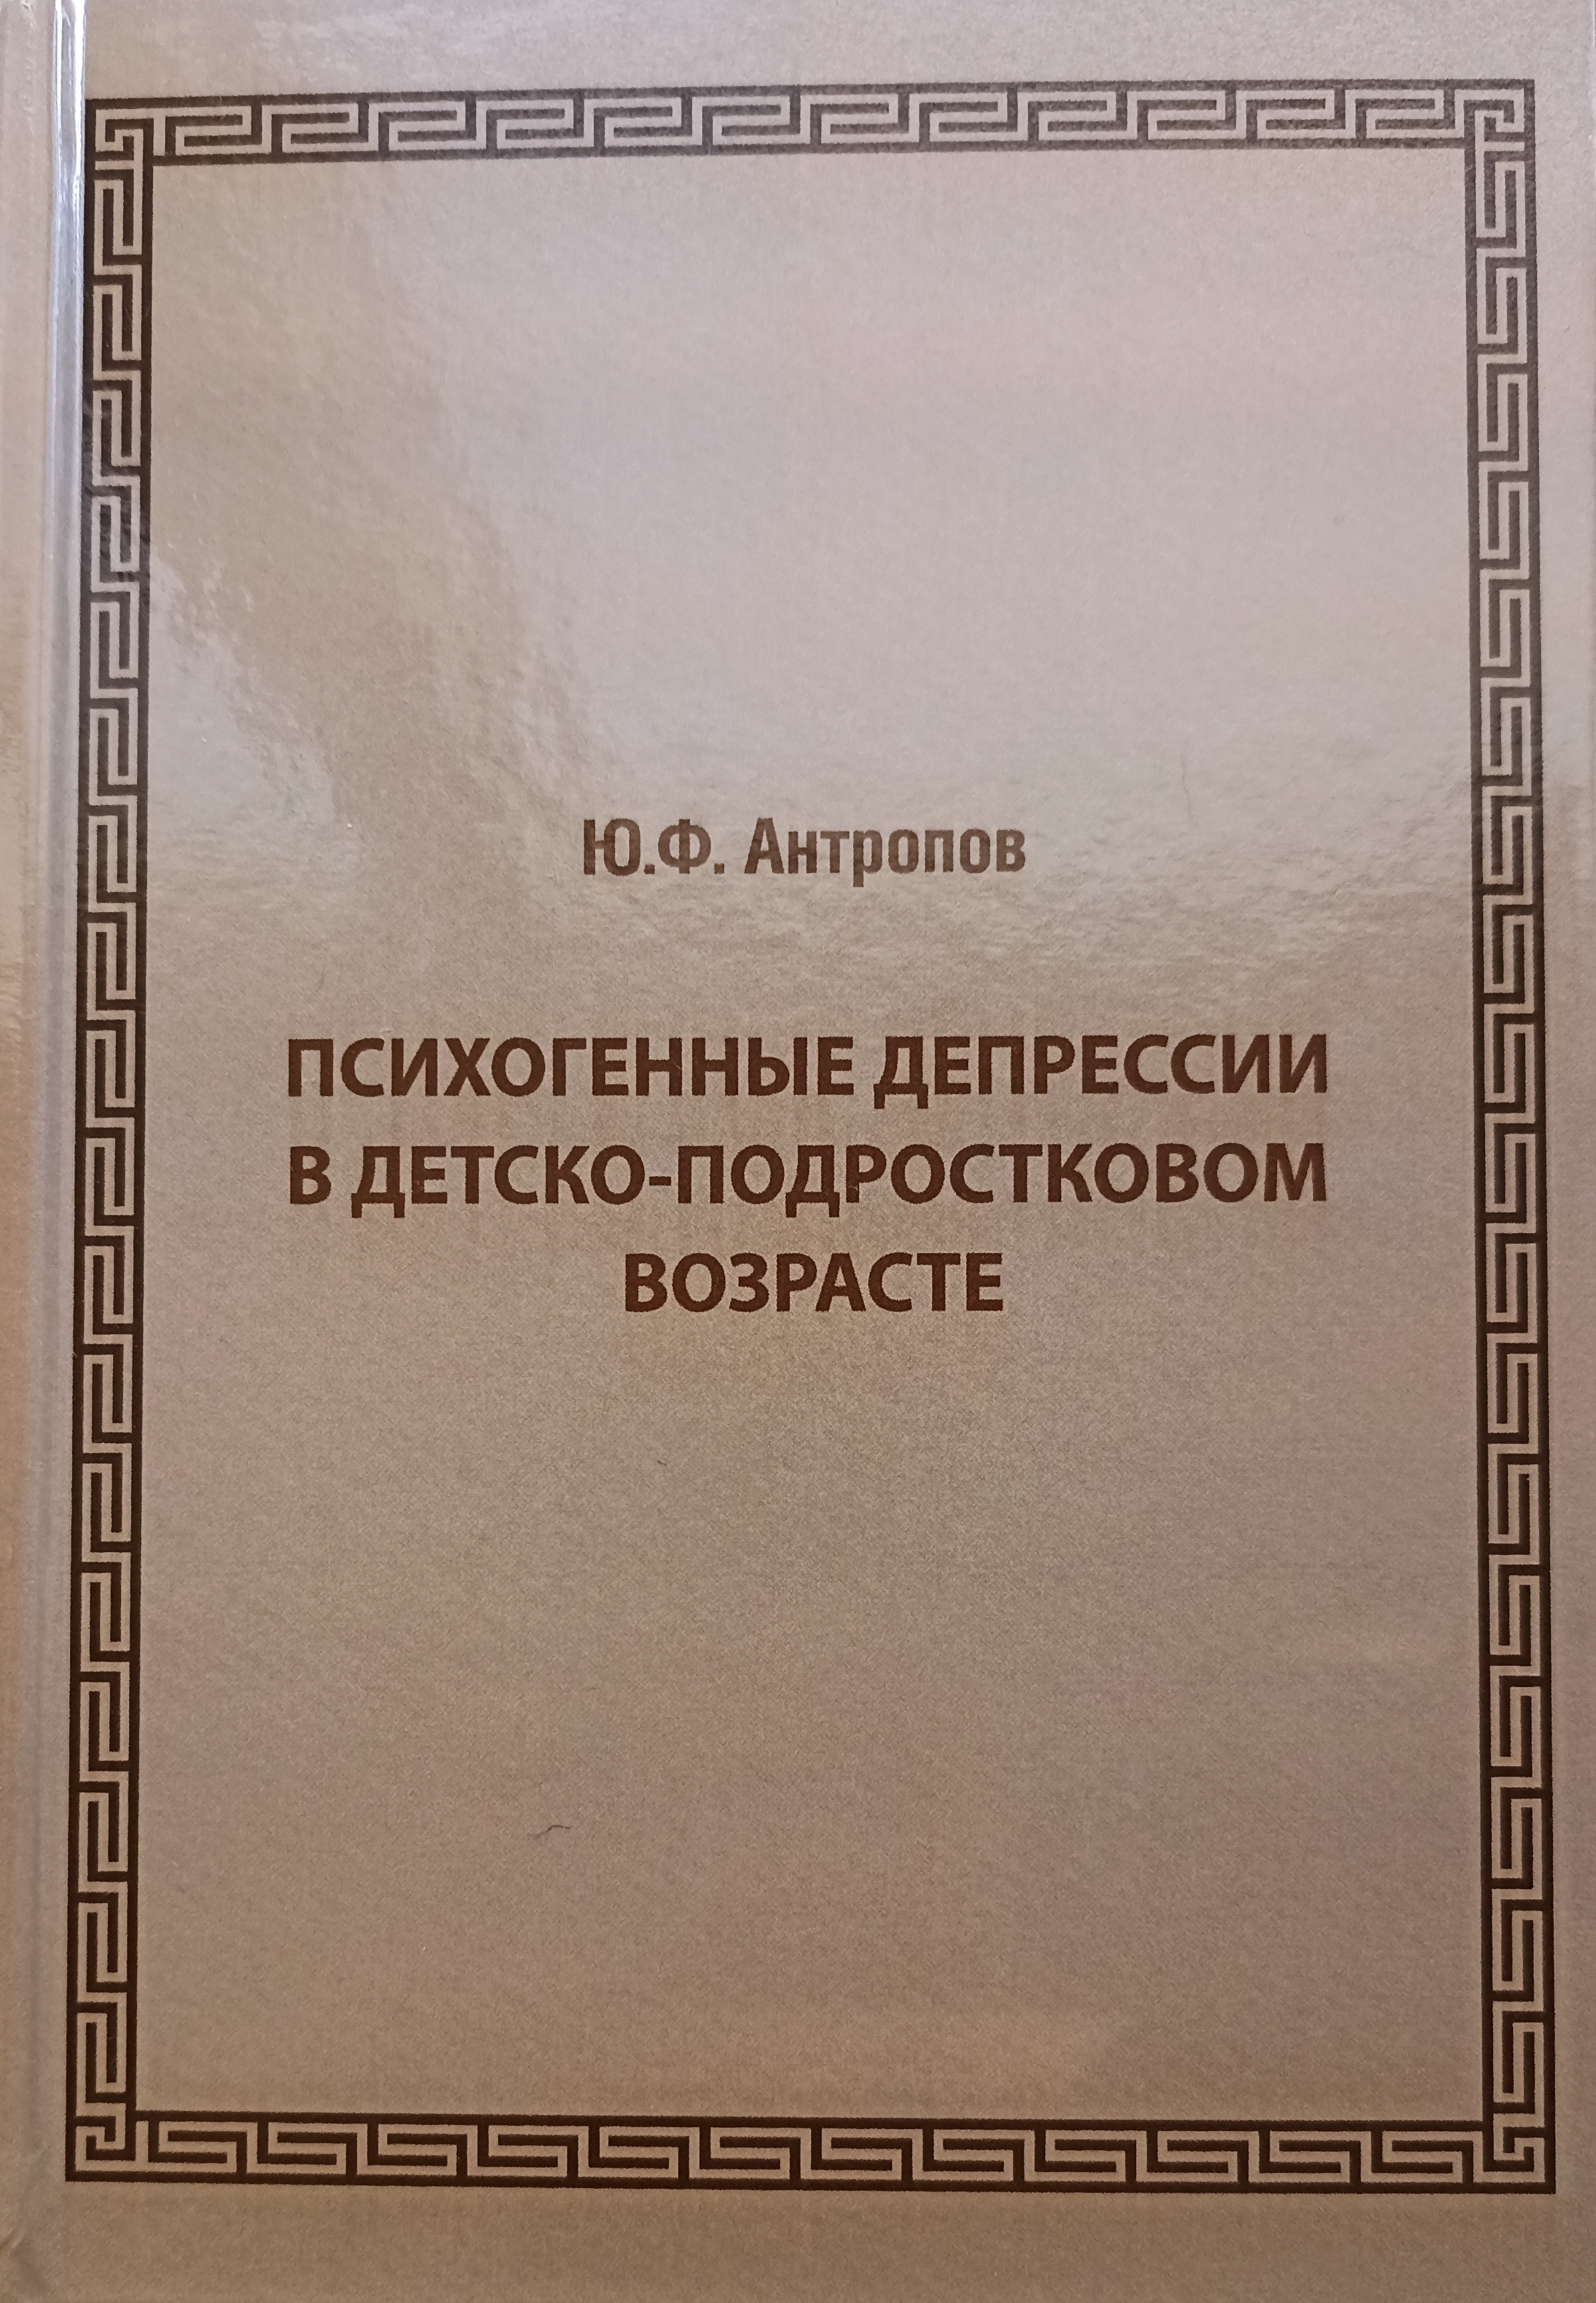 Ю.Ф. Антропов
ПСИХОГЕННЫЕ ДЕПРЕССИИ
В ДЕТСКО-ПОДРОСТКОВОМ
ВОЗРАСТЕ